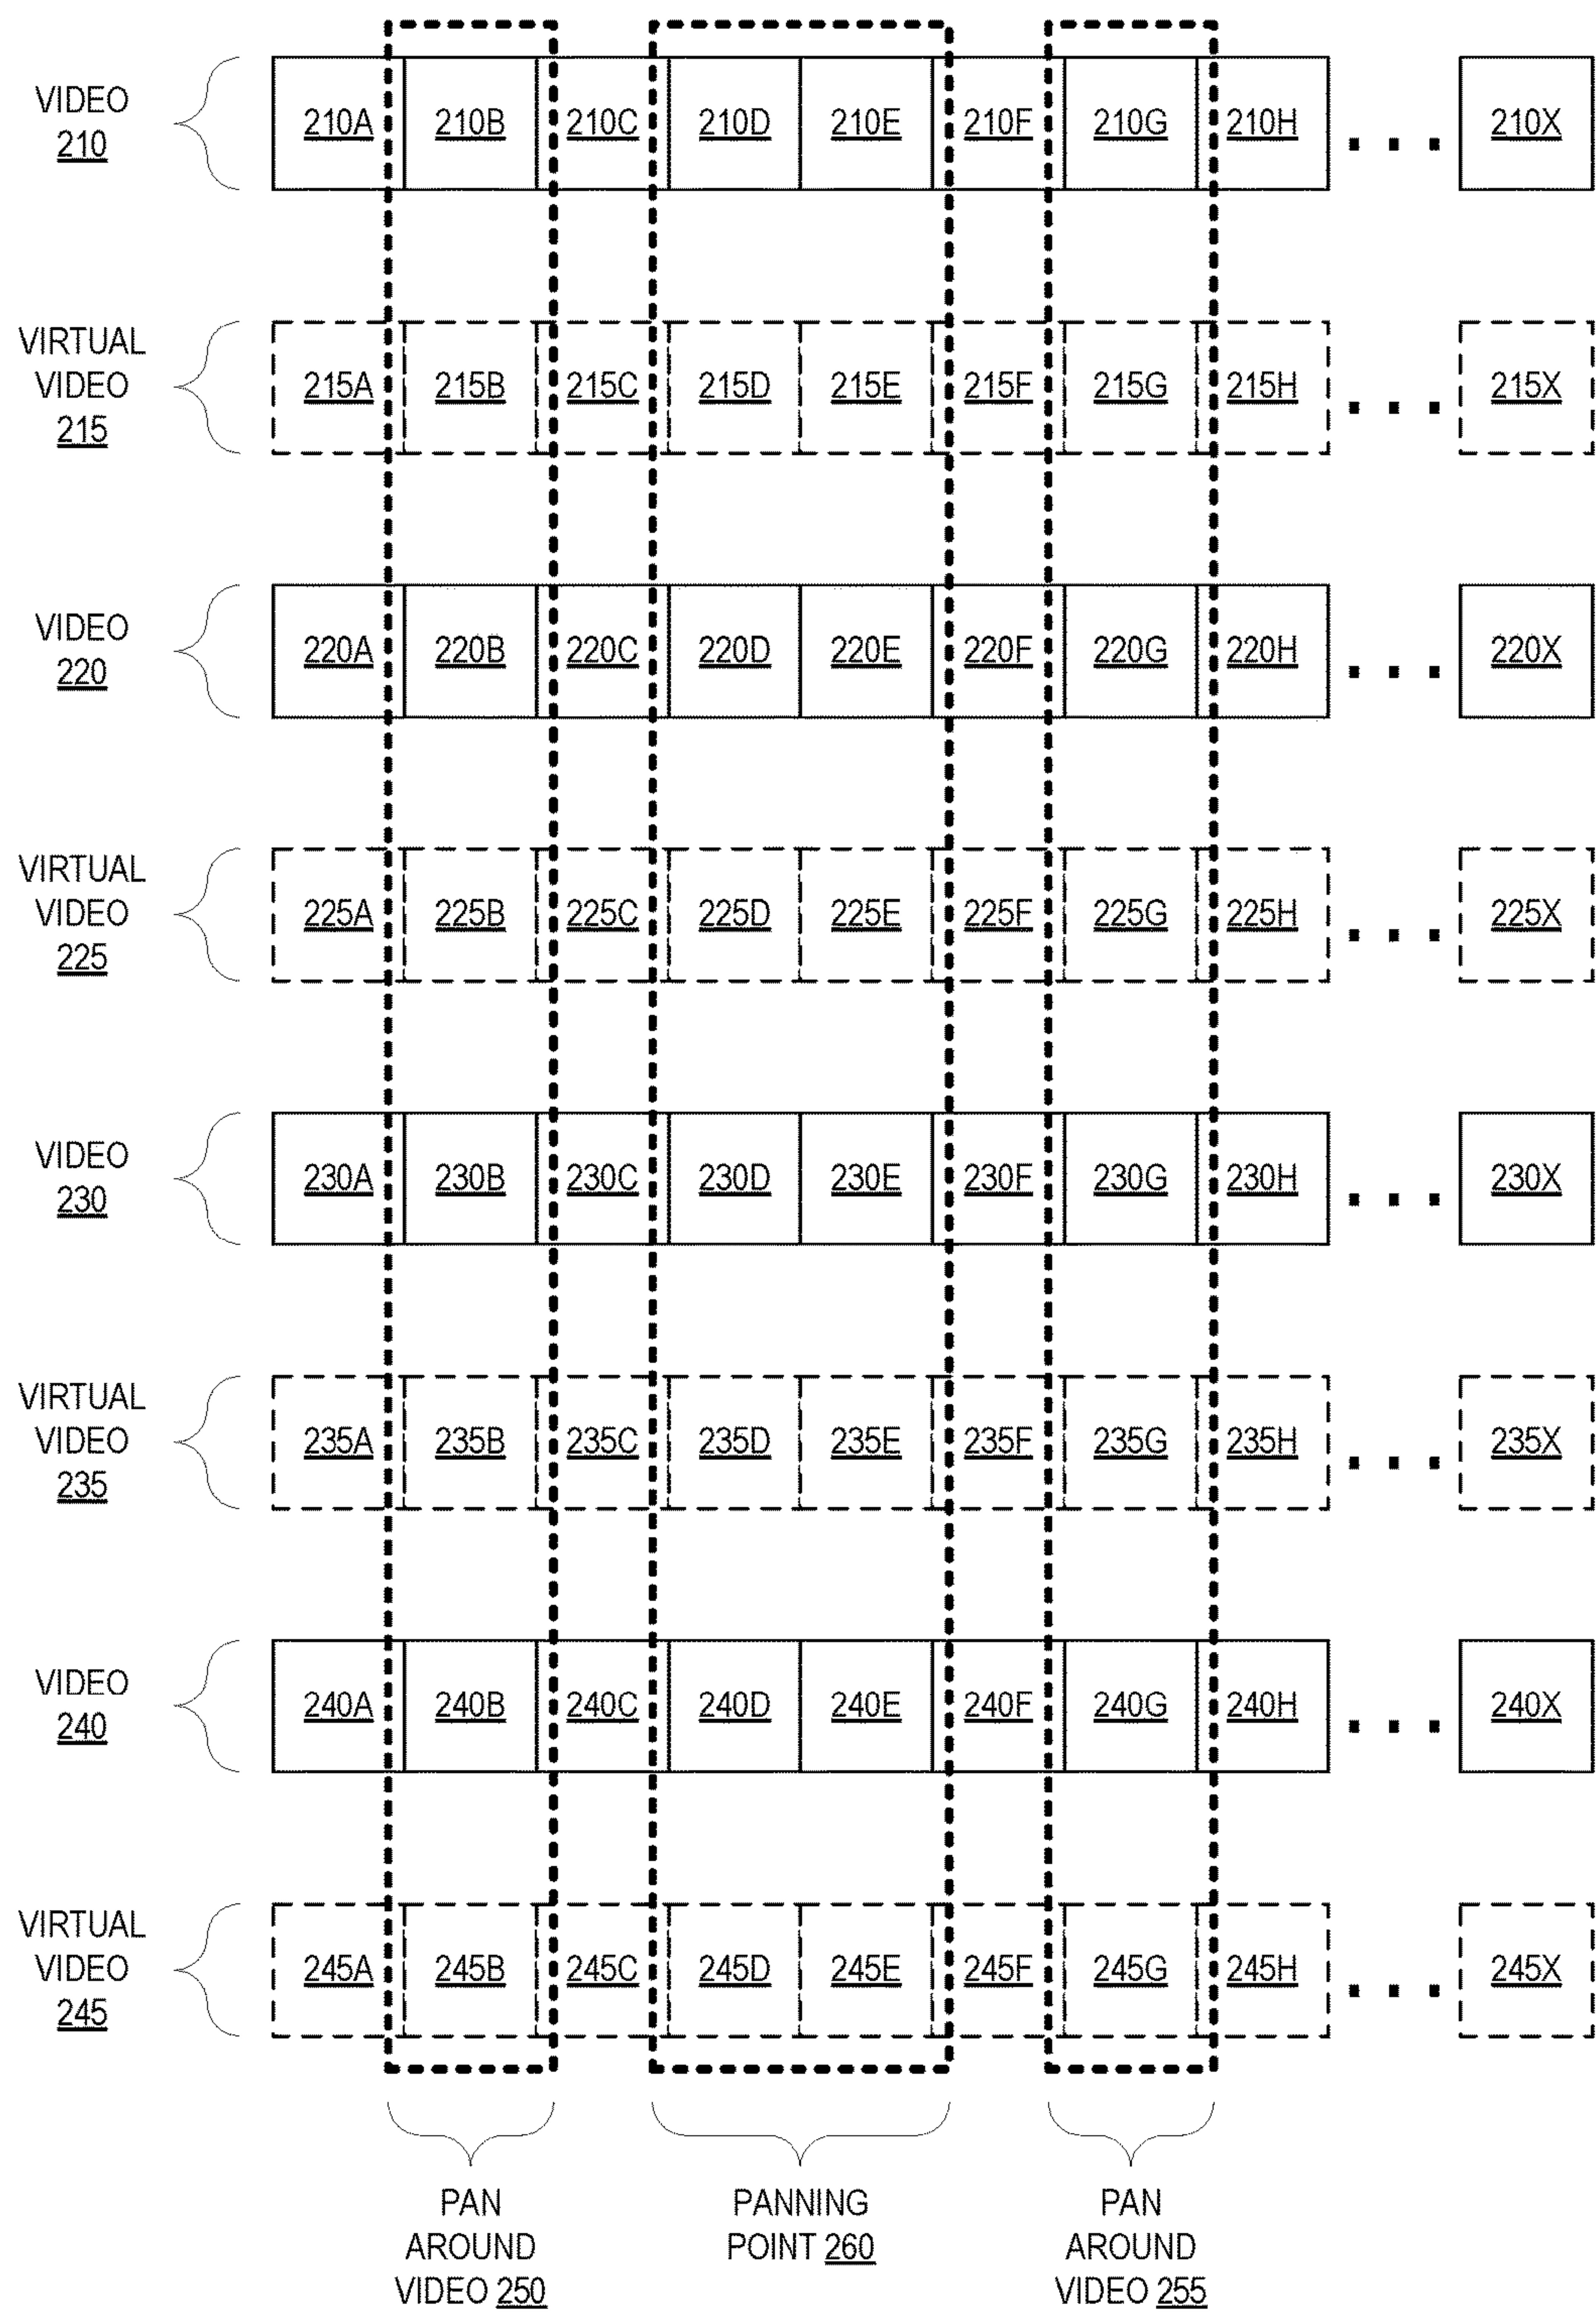 VIDEO
210
210A 210B 210C 210D 210E 210F 210G 210H ... 210X
VIRTUAL
VIDEO
215
215A 215B 215C 215D 215E 215F 215G 215H ... 215X
VIDEO
220
220A 220B 220C 220D 220E 220F 220G 220H ... 220X
VIRTUAL
VIDEO
225
225A 225B 225C 225D 225E 225F 225G 225H ... 225X
VIDEO
230
230A 230B 230C 230D 230E 230F 230G 230H ... 230X
VIRTUAL
VIDEO
235
235A 235B 235C 235D 235E 235F 235G 235H ... 235X
VIDEO
240
240A 240B 240C 240D 240E 240F 240G 240H ... 240X
VIRTUAL
VIDEO
245
245A 245B 245C 245D 245E 245F 245G 245H ... 245X
PAN
AROUND
VIDEO 250
PANNING
POINT 260
PAN
AROUND
VIDEO 255